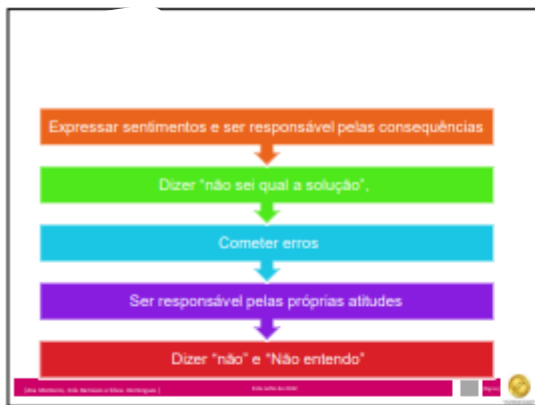 Expressar sentimentos e ser responsável pelas consequências
Dizer "não sei qual a solução",
Cometer erros
Ser responsável pelas próprias atitudes
Dizer "não" e "Não entendo"